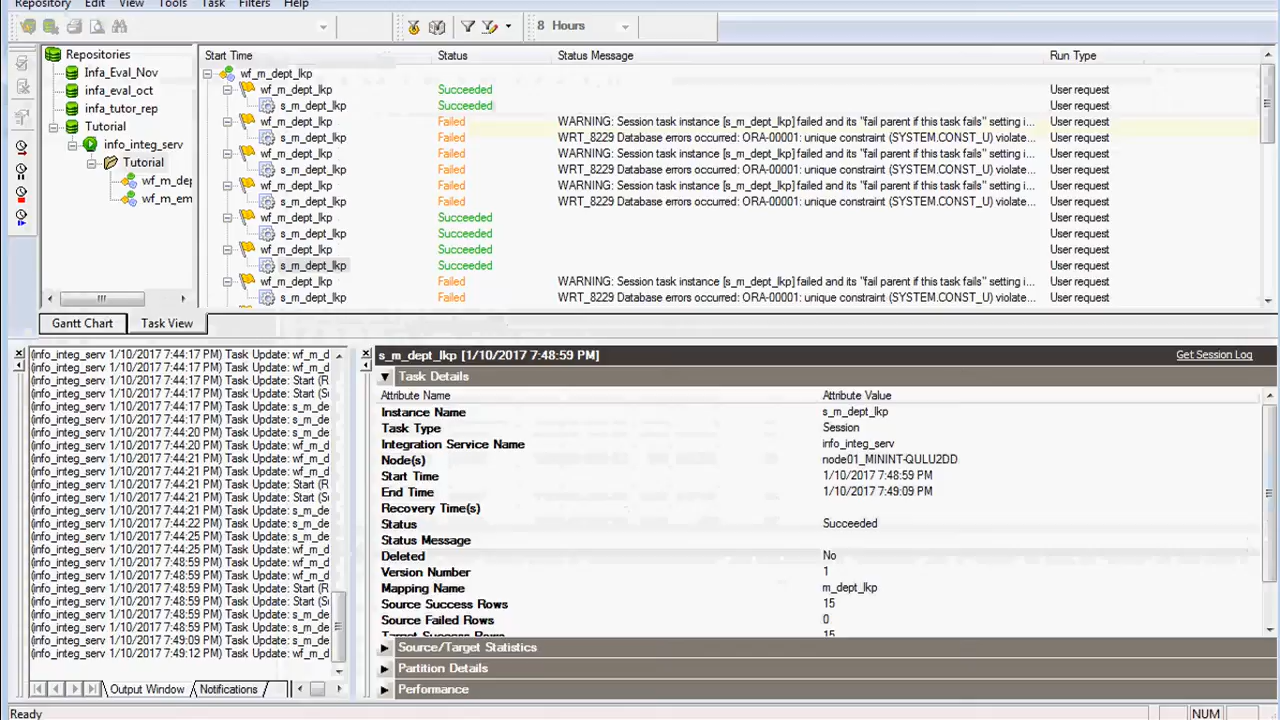 Repository Edit View Tools Task Filters Help
8 Hours
Repositories
Infa_Eval_Nov
infa_eval_oct
infa_tutor_rep
Tutorial
info_integ_serv
Tutorial
wf_m_dep
wf_m_em
Start Time Status Status Message Run Type
wf_m_dept_lkp
wf_m_dept_lkp Succeeded User request
s_m_dept_lkp Succeeded User request
wf_m_dept_lkp Failed WARNING: Session task instance [s_m_dept_lkp] failed and its "fail parent if this task fails" setting i... User request
s_m_dept_lkp Failed WRT_8229 Database errors occurred: ORA-00001: unique constraint (SYSTEM.CONST_U) violate... User request
wf_m_dept_lkp Failed WARNING: Session task instance [s_m_dept_lkp] failed and its "fail parent if this task fails" setting i... User request
s_m_dept_lkp Failed WRT_8229 Database errors occurred: ORA-00001: unique constraint (SYSTEM.CONST_U) violate... User request
wf_m_dept_lkp Failed WARNING: Session task instance [s_m_dept_lkp] failed and its "fail parent if this task fails" setting i... User request
s_m_dept_lkp Failed WRT_8229 Database errors occurred: ORA-00001: unique constraint (SYSTEM.CONST_U) violate... User request
wf_m_dept_lkp Succeeded User request
s_m_dept_lkp Succeeded User request
wf_m_dept_lkp Succeeded User request
s_m_dept_lkp Succeeded User request
wf_m_dept_lkp Failed WARNING: Session task instance [s_m_dept_lkp] failed and its "fail parent if this task fails" setting i... User request
s_m_dept_lkp Failed WRT_8229 Database errors occurred: ORA-00001: unique constraint (SYSTEM.CONST_U) violate... User request
Gantt Chart Task View
(info_integ_serv 1/10/2017 7:44:17 PM) Task Update: wf_m_d
(info_integ_serv 1/10/2017 7:44:17 PM) Task Update: wf_m_d
(info_integ_serv 1/10/2017 7:44:17 PM) Task Update: Start (R
(info_integ_serv 1/10/2017 7:44:17 PM) Task Update: Start (Su
(info_integ_serv 1/10/2017 7:44:17 PM) Task Update: s_m_de
(info_integ_serv 1/10/2017 7:44:17 PM) Task Update: s_m_de
(info_integ_serv 1/10/2017 7:44:20 PM) Task Update: s_m_de
(info_integ_serv 1/10/2017 7:44:20 PM) Task Update: wf_m_d
(info_integ_serv 1/10/2017 7:44:21 PM) Task Update: wf_m_d
(info_integ_serv 1/10/2017 7:44:21 PM) Task Update: wf_m_d
(info_integ_serv 1/10/2017 7:44:21 PM) Task Update: Start (R
(info_integ_serv 1/10/2017 7:44:21 PM) Task Update: Start (Su
(info_integ_serv 1/10/2017 7:44:21 PM) Task Update: s_m_de
(info_integ_serv 1/10/2017 7:44:22 PM) Task Update: s_m_de
(info_integ_serv 1/10/2017 7:44:25 PM) Task Update: s_m_de
(info_integ_serv 1/10/2017 7:44:25 PM) Task Update: wf_m_d
(info_integ_serv 1/10/2017 7:48:59 PM) Task Update: wf_m_d
(info_integ_serv 1/10/2017 7:48:59 PM) Task Update: wf_m_d
(info_integ_serv 1/10/2017 7:48:59 PM) Task Update: Start (R
(info_integ_serv 1/10/2017 7:48:59 PM) Task Update: Start (Su
(info_integ_serv 1/10/2017 7:48:59 PM) Task Update: s_m_de
(info_integ_serv 1/10/2017 7:48:59 PM) Task Update: s_m_de
(info_integ_serv 1/10/2017 7:49:09 PM) Task Update: s_m_de
(info_integ_serv 1/10/2017 7:49:12 PM) Task Update: wf_m_d
Output Window Notifications
s_m_dept_lkp [1/10/2017 7:48:59 PM] Get Session Log
Task Details
Attribute Name Attribute Value
Instance Name s_m_dept_lkp
Task Type Session
Integration Service Name info_integ_serv
Node(s) node01_MININT-QULU2DD
Start Time 1/10/2017 7:48:59 PM
End Time 1/10/2017 7:49:09 PM
Recovery Time(s)
Status Succeeded
Status Message
Deleted No
Version Number 1
Mapping Name m_dept_lkp
Source Success Rows 15
Source Failed Rows 0
Target Success Rows 15
Source/Target Statistics
Partition Details
Performance
Ready NUM